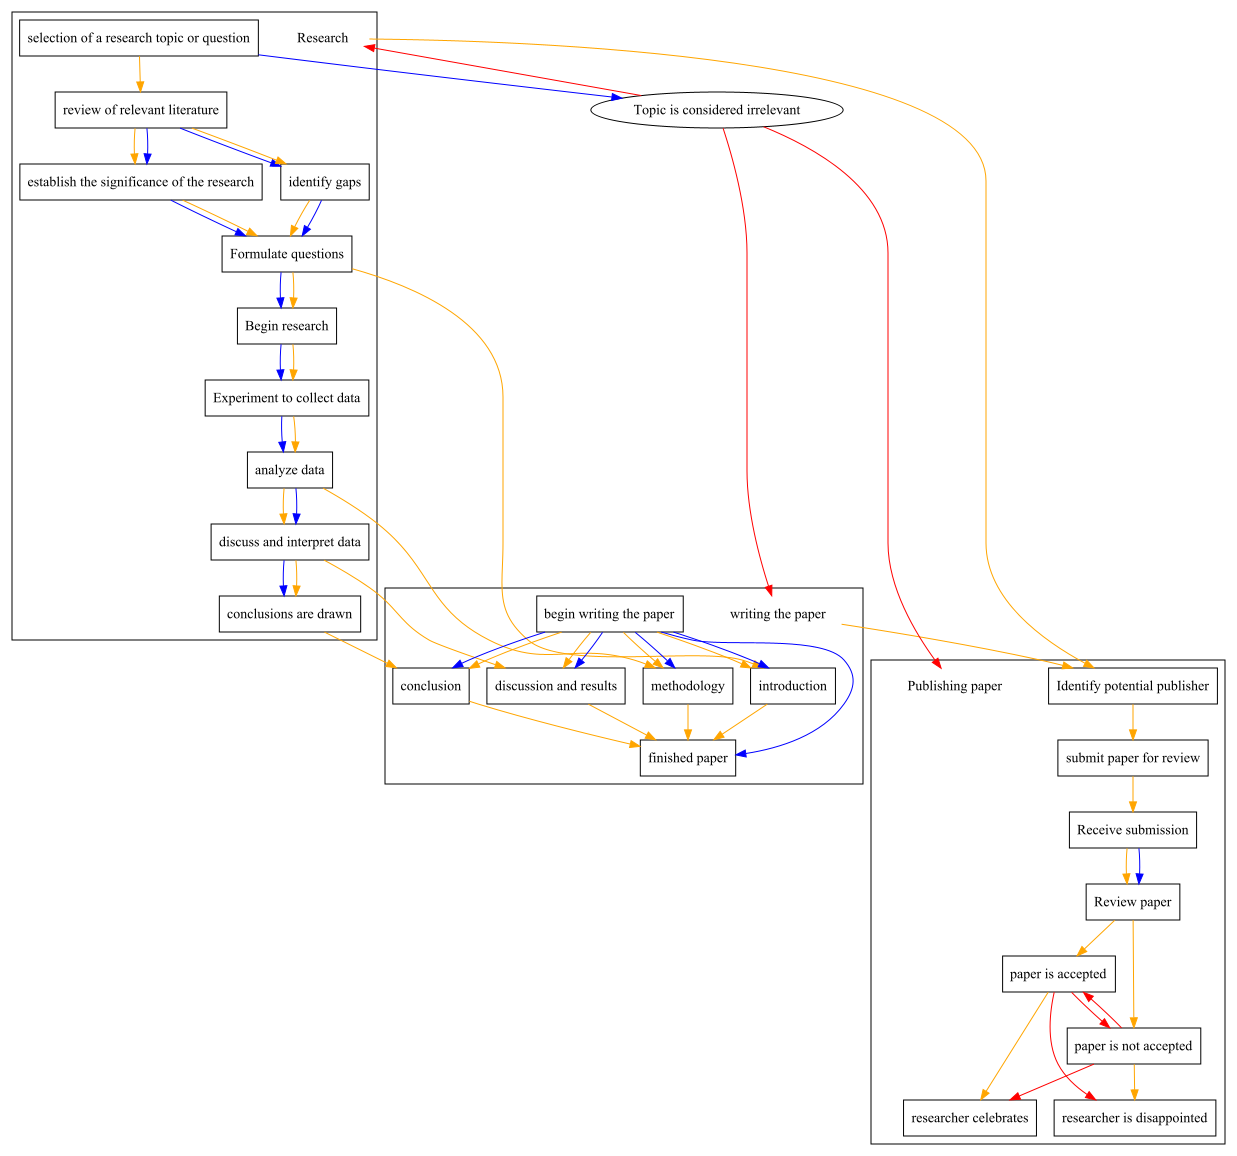 selection of a research topic or question
Research
review of relevant literature
Topic is considered irrelevant
establish the significance of the research
identify gaps
Formulate questions
Begin research
Experiment to collect data
analyze data
discuss and interpret data
conclusions are drawn
begin writing the paper
writing the paper
conclusion
discussion and results
methodology
introduction
finished paper
Publishing paper
Identify potential publisher
submit paper for review
Receive submission
Review paper
paper is accepted
paper is not accepted
researcher celebrates
researcher is disappointed